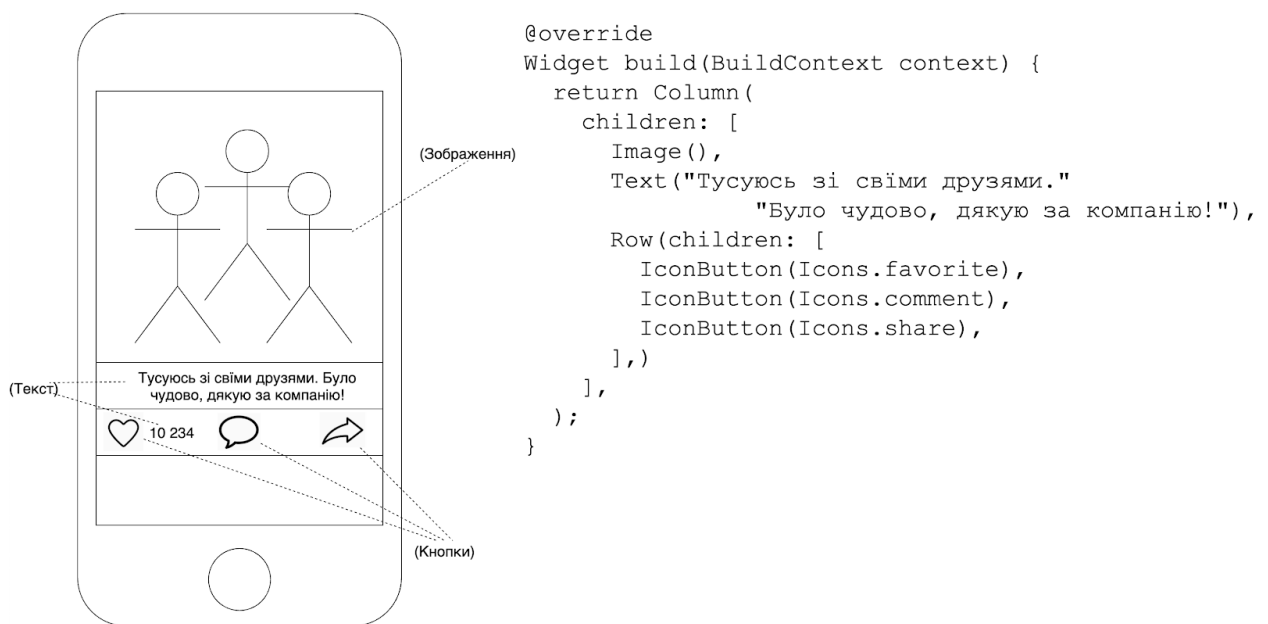 (Зображення)
(Текст)
Тусуюсь зі свїми друзями. Було
чудово, дякую за компанію!
10 234
(Кнопки)
@override
Widget build(BuildContext context) {
  return Column(
    children: [
      Image(),
      Text("Тусуюсь зі свїми друзями."
                "Було чудово, дякую за компанію!"),
      Row(children: [
        IconButton(Icons.favorite),
        IconButton(Icons.comment),
        IconButton(Icons.share),
      ],)
    ],
  );
}